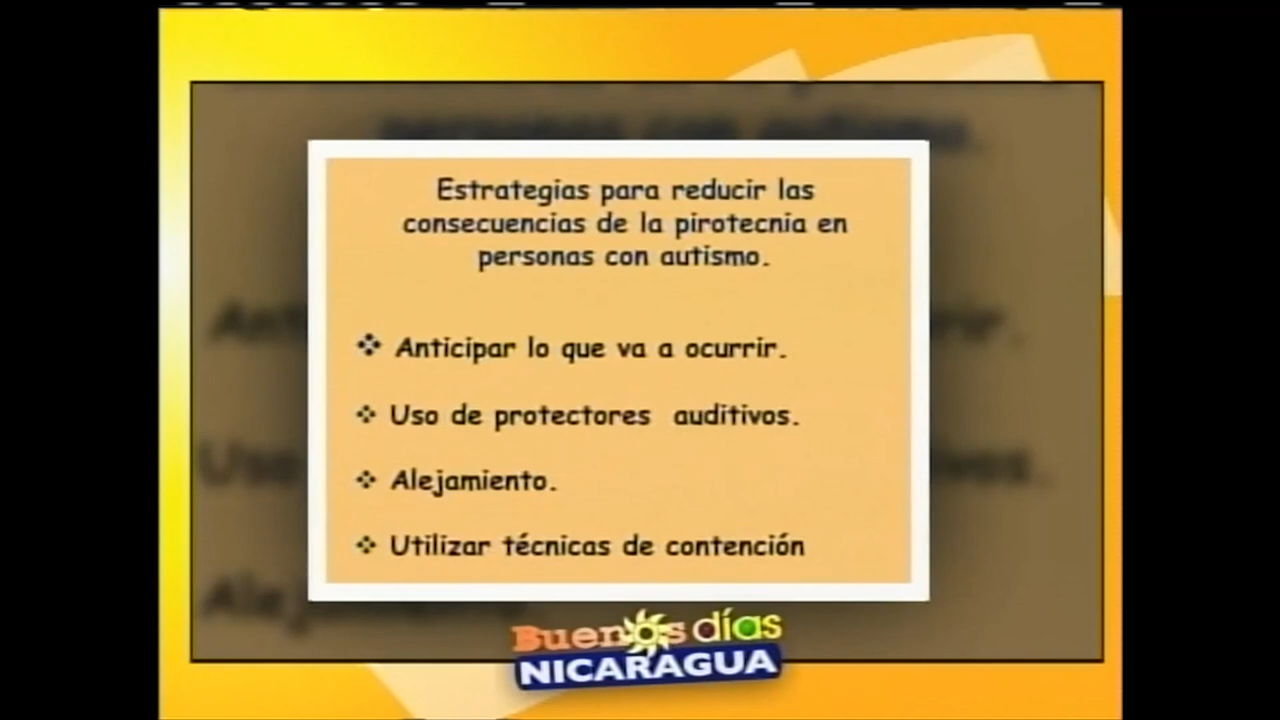 Estrategias para reducir las
consecuencias de la pirotecnia en
personas con autismo.
❖ Anticipar lo que va a ocurrir.
❖ Uso de protectores auditivos.
❖ Alejamiento.
❖ Utilizar técnicas de contención
Buenos días
NICARAGUA